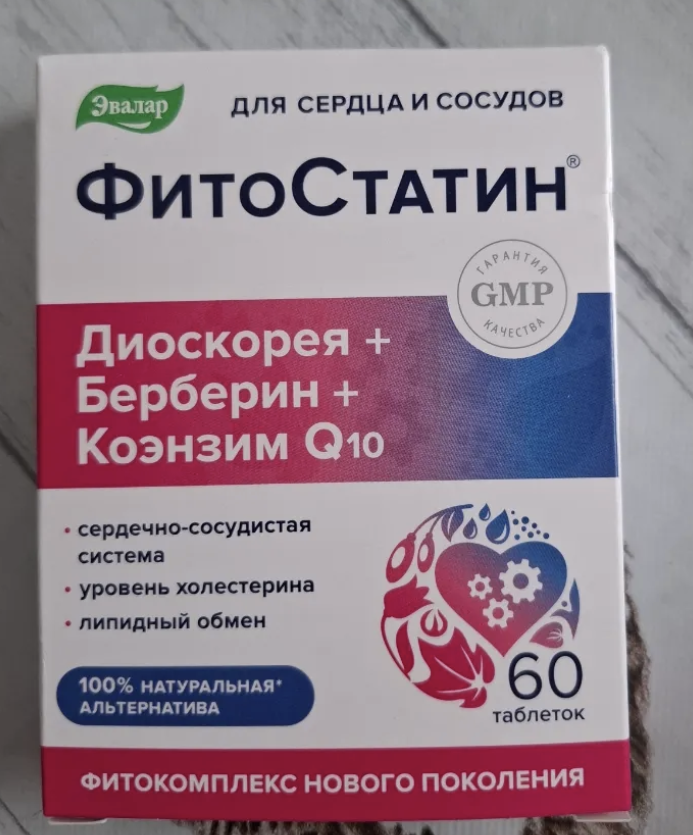 Эвалар
ДЛЯ СЕРДЦА И СОСУДОВ
ФИТОСТАТИН®
ГАРАНТИЯ
GMP
КАЧЕСТВА
Диоскорея +
Берберин +
Коэнзим Q10
• сердечно-сосудистая
система
• уровень холестерина
• липидный обмен
100% НАТУРАЛЬНАЯ*
АЛЬТЕРНАТИВА
60
таблеток
ФИТОКОМПЛЕКС НОВОГО ПОКОЛЕНИЯ